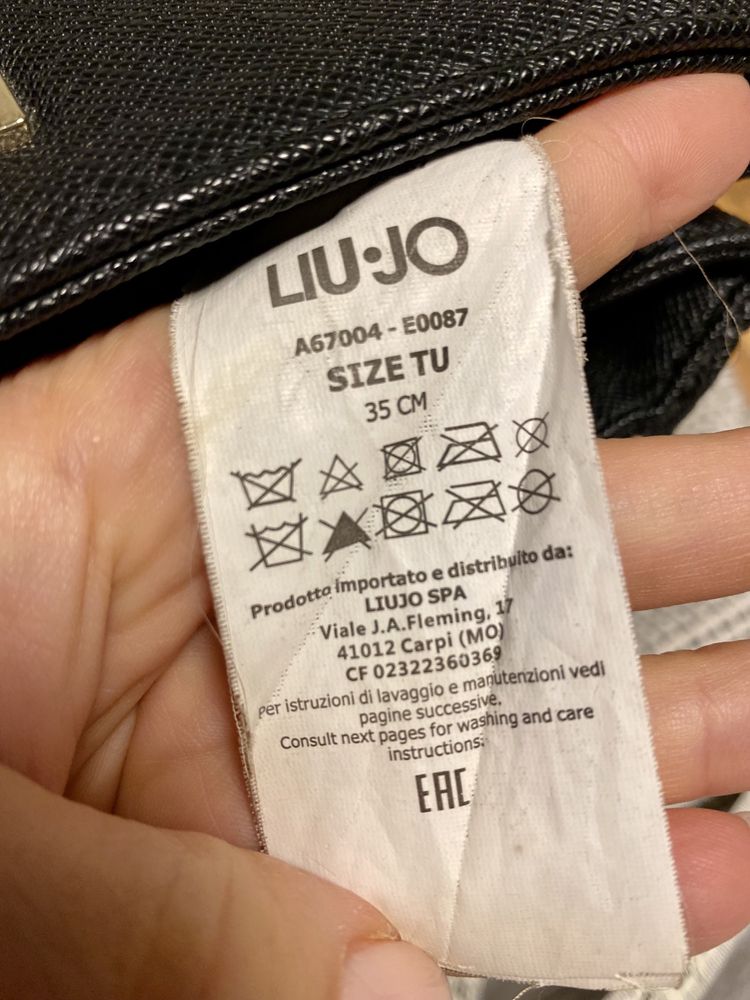 LIU·JO
A67004 - E0087
SIZE TU
35 CM
Prodotto importato e distribuito da:
LIUJO SPA
Viale J.A.Fleming, 17
41012 Carpi (MO)
CF 02322360369
per istruzioni di lavaggio e manutenzioni vedi
pagine successive.
Consult next pages for washing and care
instructions.
EAC